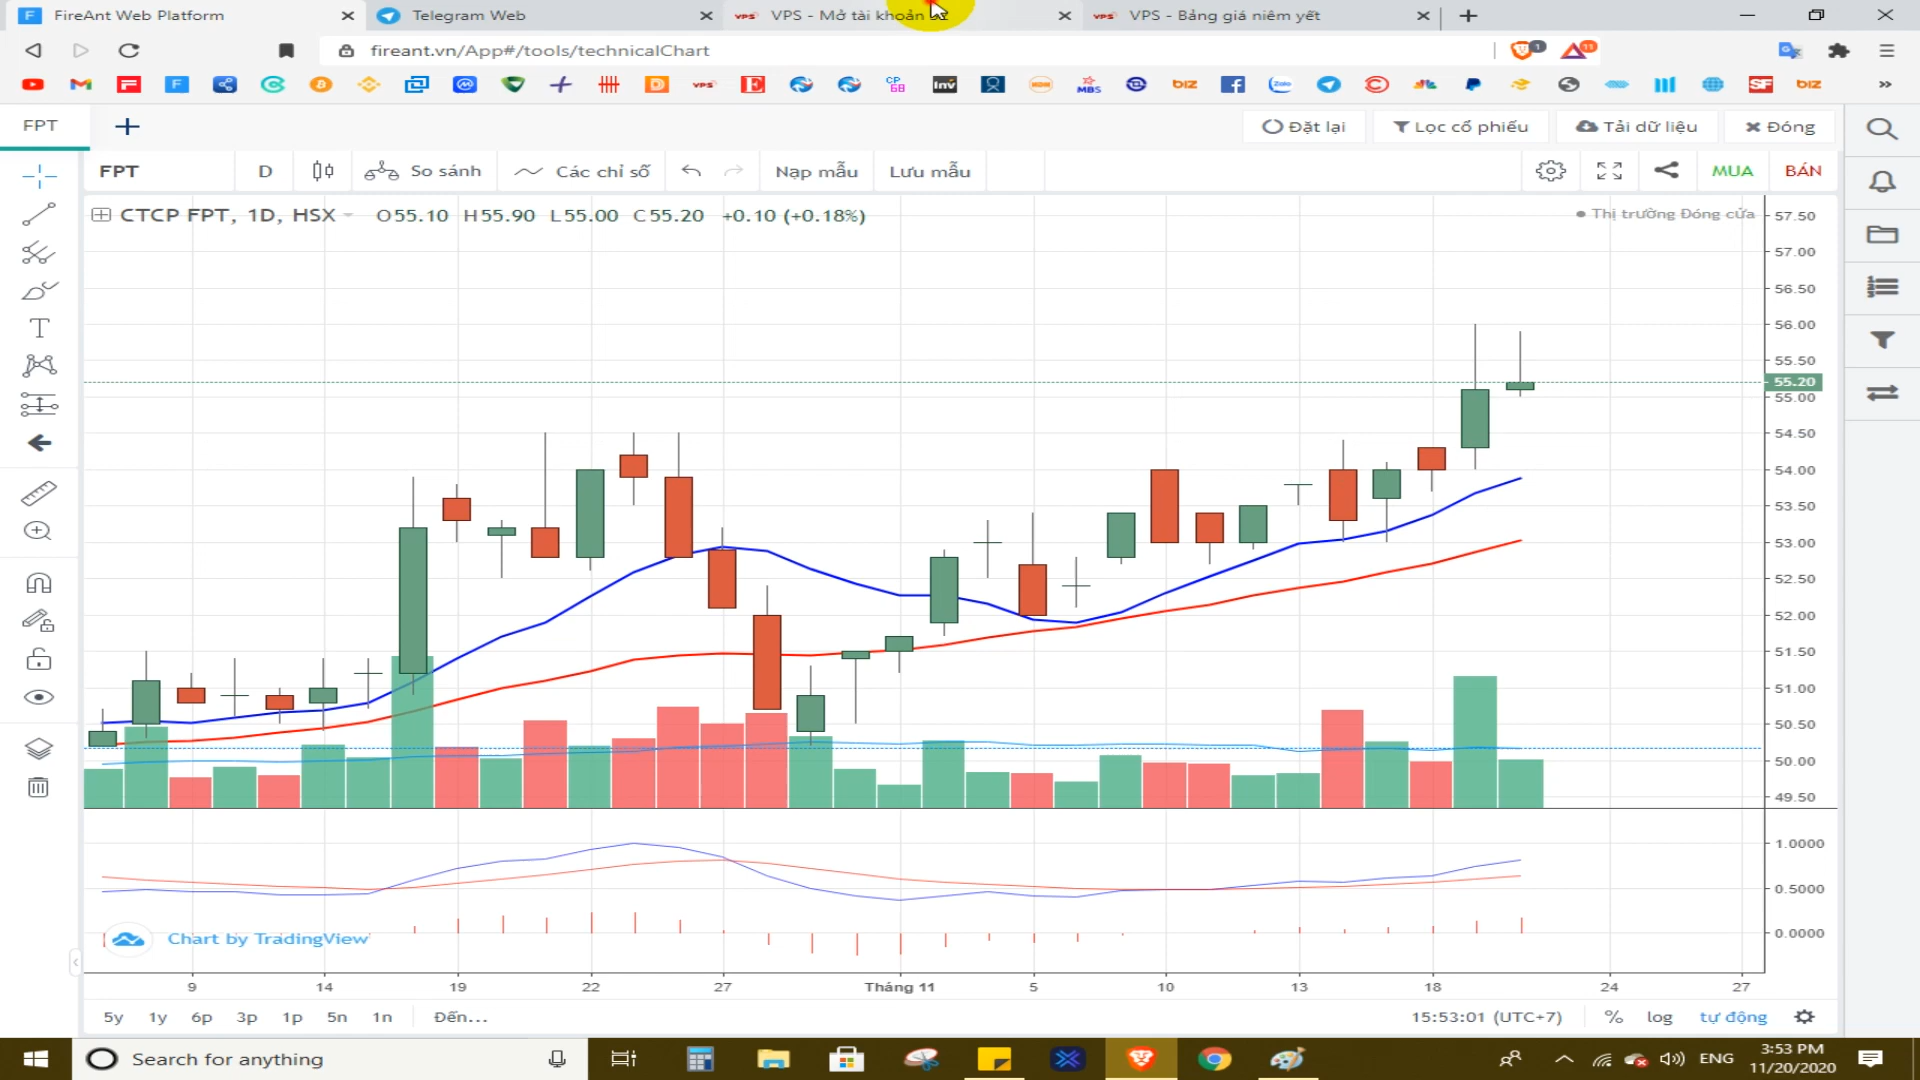 FireAnt Web Platform
Telegram Web
VPS - Mở tài khoản
VPS - Bảng giá niêm yết
fireant.vn/App#/tools/technicalChart
1
11
FPT
Đặt lại
Lọc cổ phiếu
Tải dữ liệu
Đóng
FPT
D
So sánh
Các chỉ số
Nạp mẫu
Lưu mẫu
MUA
BÁN
CTCP FPT, 1D, HSX
O55.10 H55.90 L55.00 C55.20 +0.10 (+0.18%)
Thị trường Đóng cửa
57.50
57.00
56.50
56.00
55.50
55.20
55.00
54.50
54.00
53.50
53.00
52.50
52.00
51.50
51.00
50.50
50.00
49.50
1.0000
0.5000
0.0000
Chart by TradingView
9
14
19
22
27
Tháng 11
5
10
13
18
24
27
5y
1y
6p
3p
1p
5n
1n
Đến...
15:53:01 (UTC+7)
%
log
tự động
Search for anything
ENG
3:53 PM
11/20/2020